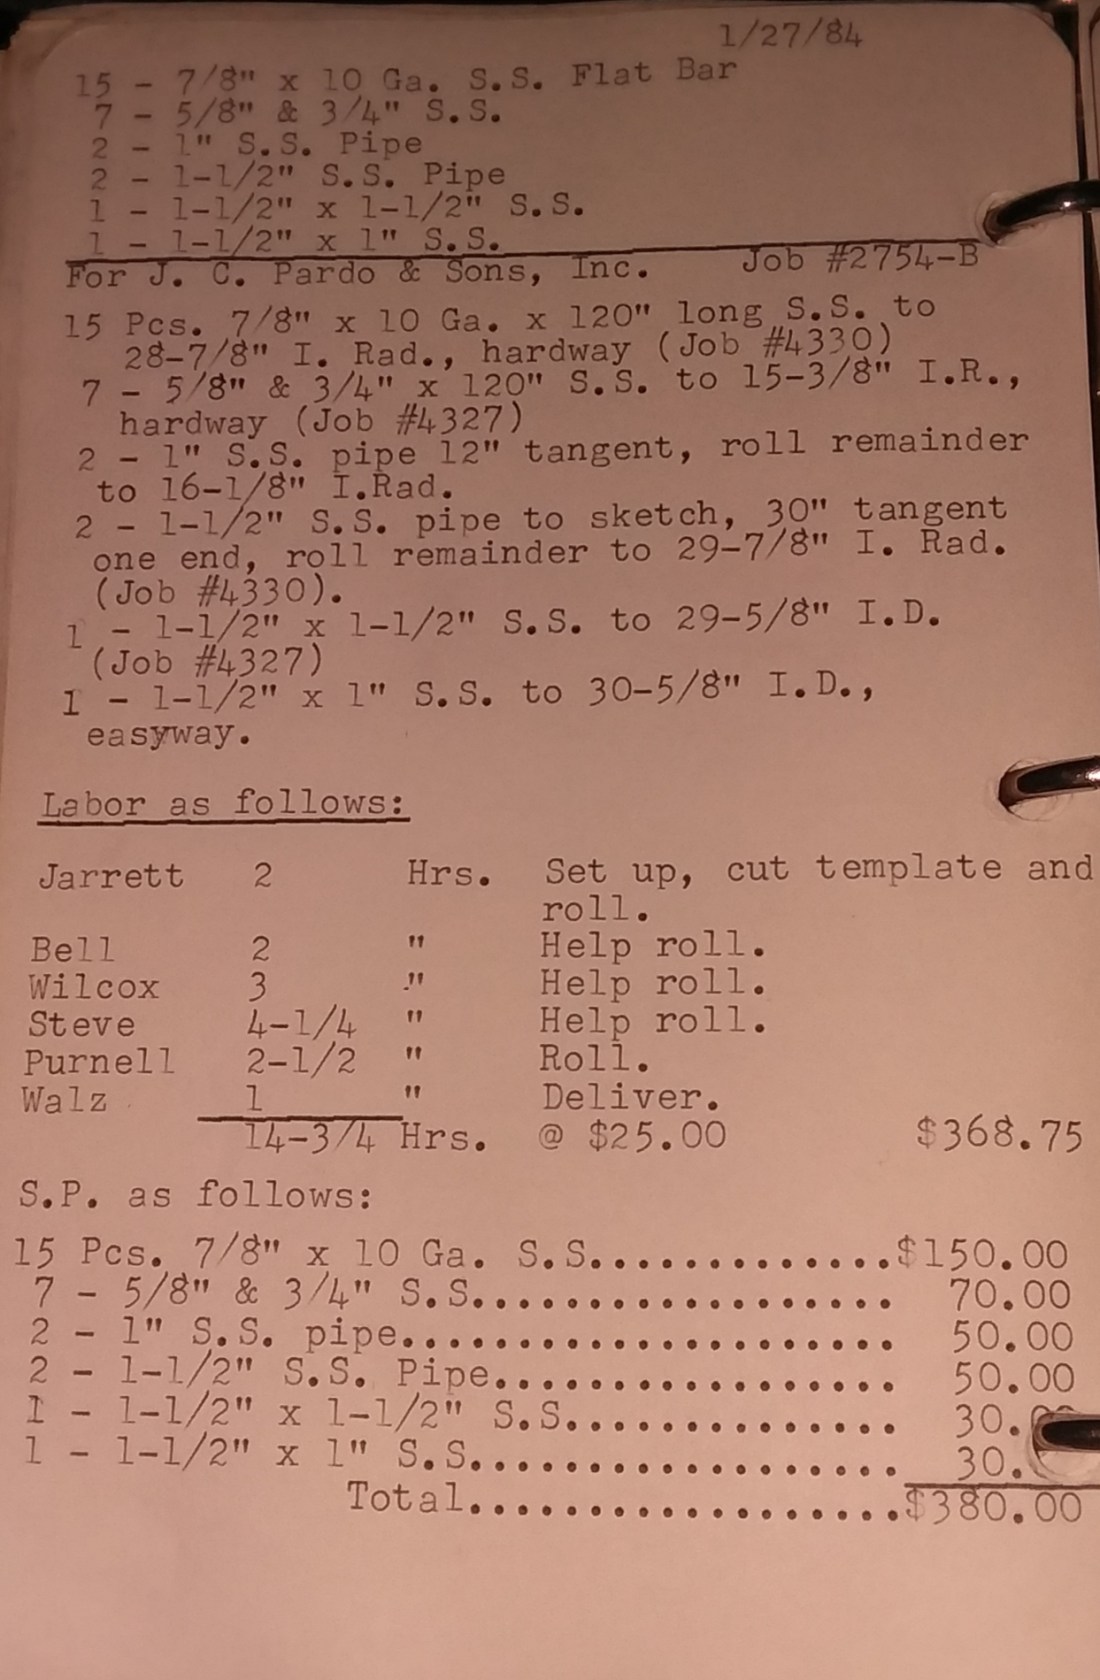 1/27/84
15 - 7/8" x 10 Ga. S.S. Flat Bar
7 - 5/8" & 3/4" S.S.
2 - 1" S.S. Pipe
2 - 1-1/2" S.S. Pipe
1 - 1-1/2" x 1-1/2" S.S.
1 - 1-1/2" x 1" S.S.
For J. C. Pardo & Sons, Inc. Job #2754-B
15 Pcs. 7/8" x 10 Ga. x 120" long S.S. to
28-7/8" I. Rad., hardway (Job #4330)
7 - 5/8" & 3/4" x 120" S.S. to 15-3/8" I.R.,
hardway (Job #4327)
2 - 1" S.S. pipe 12" tangent, roll remainder
to 16-1/8" I.Rad.
2 - 1-1/2" S.S. pipe to sketch, 30" tangent
one end, roll remainder to 29-7/8" I. Rad.
(Job #4330).
1 - 1-1/2" x 1-1/2" S.S. to 29-5/8" I.D.
(Job #4327)
1 - 1-1/2" x 1" S.S. to 30-5/8" I.D.,
easyway.
Labor as follows:
Jarrett 2 Hrs. Set up, cut template and
roll.
Bell 2 " Help roll.
Wilcox 3 " Help roll.
Steve 4-1/4 " Help roll.
Purnell 2-1/2 " Roll.
Walz 1 " Deliver.
14-3/4 Hrs. @ $25.00 $368.75
S.P. as follows:
15 Pcs. 7/8" x 10 Ga. S.S.............$150.00
7 - 5/8" & 3/4" S.S.................. 70.00
2 - 1" S.S. pipe..................... 50.00
2 - 1-1/2" S.S. Pipe................. 50.00
1 - 1-1/2" x 1-1/2" S.S.............. 30.
1 - 1-1/2" x 1" S.S.................. 30.
Total..................$380.00